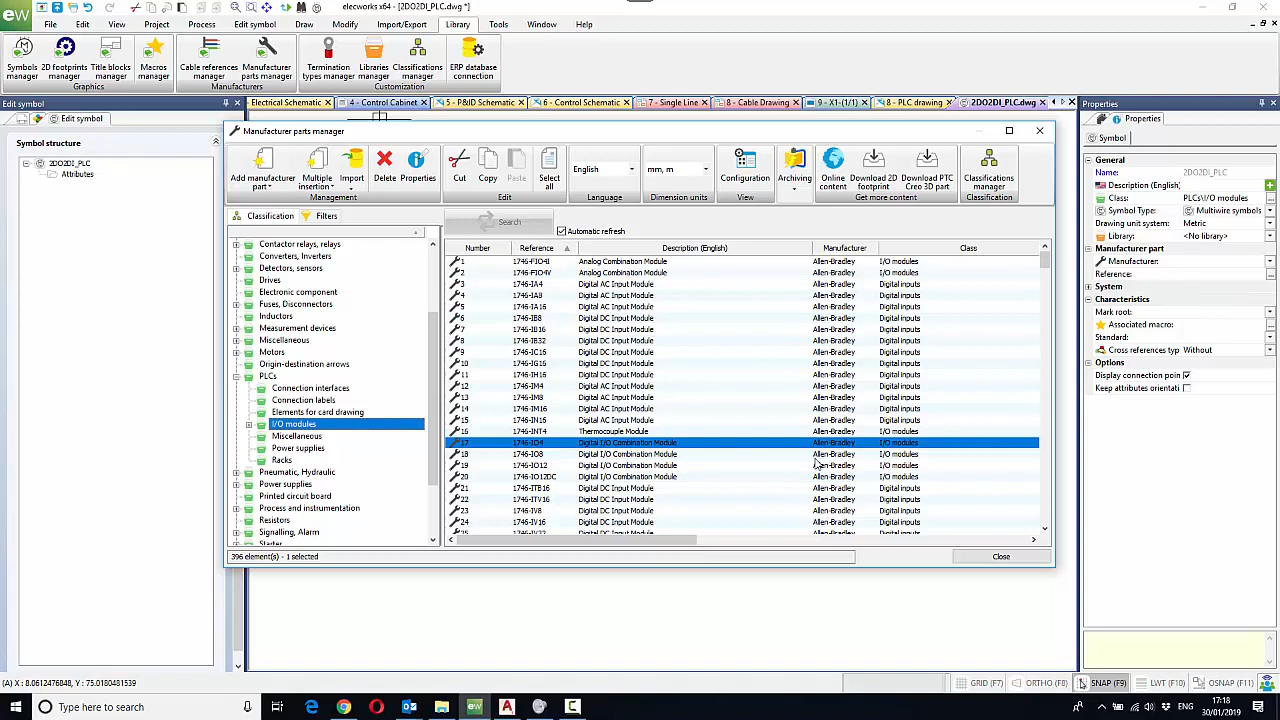 ew
elecworks x64 - [2DO2DI_PLC.dwg *]
File Edit Project Process Edit symbol Draw Modify Import/Export Library Tools Window Help
Symbols manager 2D footprints manager Title blocks manager Macros manager Cable references manager Manufacturer parts manager Termination types manager Libraries manager Classifications manager ERP database connection
Graphics Manufacturers Customization
Edit symbol
Electrical Schematic 4 - Control Cabinet 5 - P&ID Schematic 6 - Control Schematic 7 - Single Line 8 - Cable Drawing 9 - X1-(1/1) 8 - PLC drawing 2DO2DI_PLC.dwg
Properties
Edit symbol
Symbol structure
2DO2DI_PLC
Attributes
Manufacturer parts manager
Add manufacturer part Multiple insertion Import Delete Properties Cut Copy Paste Select all English mm, m Configuration Archiving Online content Download 2D footprint Download PTC Creo 3D part Classifications manager
Management Edit Language Dimension units View Get more content Classification
Classification Filters
Search
Automatic refresh
Contactor relays, relays
Converters, Inverters
Detectors, sensors
Drives
Electronic component
Fuses, Disconnectors
Inductors
Measurement devices
Miscellaneous
Motors
Origin-destination arrows
PLCs
Connection interfaces
Connection labels
Elements for card drawing
I/O modules
Miscellaneous
Power supplies
Racks
Pneumatic, Hydraulic
Power supplies
Printed circuit board
Process and instrumentation
Resistors
Signalling, Alarm
Starter
Number Reference Description (English) Manufacturer Class
1 1746-FIO4I Analog Combination Module Allen-Bradley I/O modules
2 1746-FIO4V Analog Combination Module Allen-Bradley I/O modules
3 1746-IA4 Digital AC Input Module Allen-Bradley Digital inputs
4 1746-IA8 Digital AC Input Module Allen-Bradley Digital inputs
5 1746-IA16 Digital AC Input Module Allen-Bradley Digital inputs
6 1746-IB8 Digital DC Input Module Allen-Bradley Digital inputs
7 1746-IB16 Digital DC Input Module Allen-Bradley Digital inputs
8 1746-IB32 Digital DC Input Module Allen-Bradley Digital inputs
9 1746-IC16 Digital DC Input Module Allen-Bradley Digital inputs
10 1746-IG16 Digital DC Input Module Allen-Bradley Digital inputs
11 1746-IH16 Digital DC Input Module Allen-Bradley Digital inputs
12 1746-IM4 Digital AC Input Module Allen-Bradley Digital inputs
13 1746-IM8 Digital AC Input Module Allen-Bradley Digital inputs
14 1746-IM16 Digital AC Input Module Allen-Bradley Digital inputs
15 1746-IN16 Digital AC Input Module Allen-Bradley Digital inputs
16 1746-INT4 Thermocouple Module Allen-Bradley I/O modules
17 1746-IO4 Digital I/O Combination Module Allen-Bradley I/O modules
18 1746-IO8 Digital I/O Combination Module Allen-Bradley I/O modules
19 1746-IO12 Digital I/O Combination Module Allen-Bradley I/O modules
20 1746-IO12DC Digital I/O Combination Module Allen-Bradley I/O modules
21 1746-ITB16 Digital DC Input Module Allen-Bradley Digital inputs
22 1746-ITV16 Digital DC Input Module Allen-Bradley Digital inputs
23 1746-IV8 Digital DC Input Module Allen-Bradley Digital inputs
24 1746-IV16 Digital DC Input Module Allen-Bradley Digital inputs
25 1746-IV32 Digital DC Input Module Allen-Bradley Digital inputs
396 element(s) - 1 selected
Close
Properties
Symbol
General
Name: 2DO2DI_PLC
Description (English)
Class: PLCs\I/O modules
Symbol Type: Multiwire symbols
Drawing unit system: Metric
Library: <No library>
Manufacturer part
Manufacturer:
Reference:
System
Characteristics
Mark root:
Associated macro:
Standard:
Cross references typ Without
Options
Display connection poin
Keep attributes orientati
(A) X: 8.0612476848, Y: 75.0180481539
GRID (F7) ORTHO (F8) SNAP (F9) LWT (F10) OSNAP (F11)
Type here to search
17:18
30/01/2019